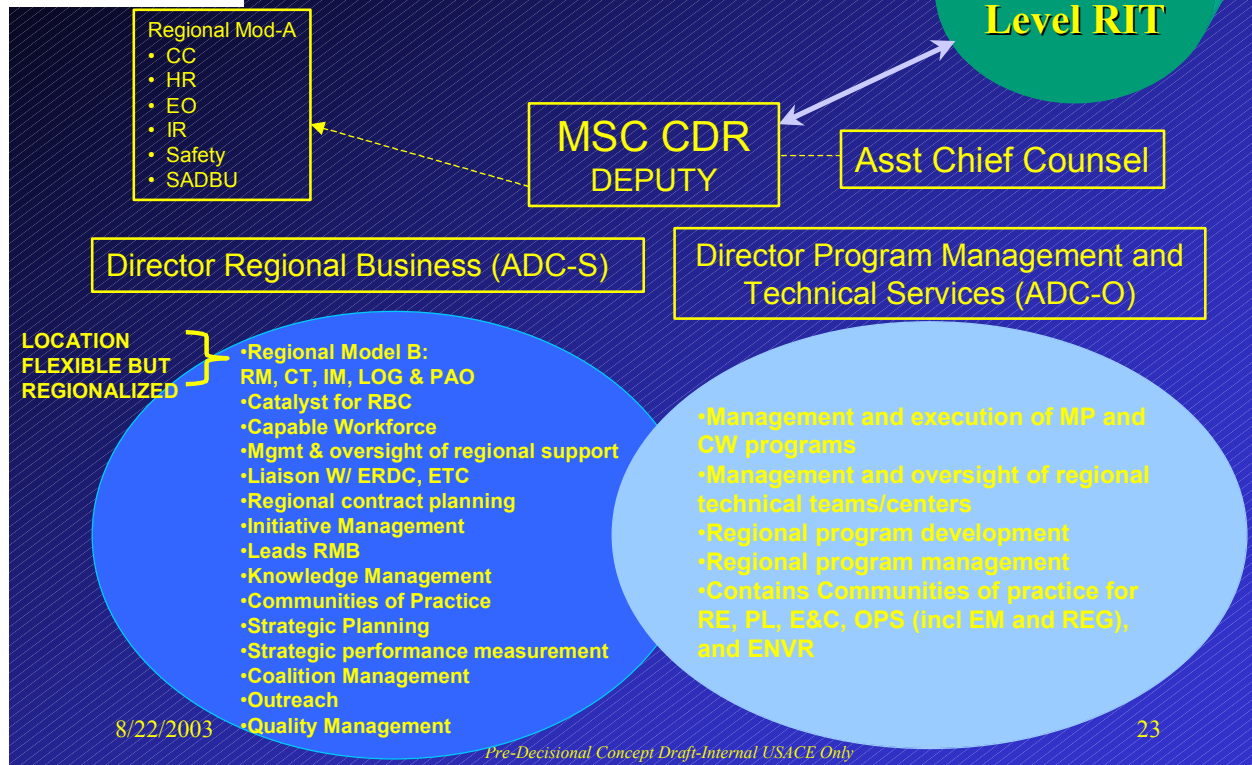 Level RIT
Regional Mod-A
• CC
• HR
• EO
• IR
• Safety
• SADBU
MSC CDR
DEPUTY
Asst Chief Counsel
Director Regional Business (ADC-S)
Director Program Management and
Technical Services (ADC-O)
LOCATION
FLEXIBLE BUT
REGIONALIZED
•Regional Model B:
RM, CT, IM, LOG & PAO
•Catalyst for RBC
•Capable Workforce
•Mgmt & oversight of regional support
•Liaison W/ ERDC, ETC
•Regional contract planning
•Initiative Management
•Leads RMB
•Knowledge Management
•Communities of Practice
•Strategic Planning
•Strategic performance measurement
•Coalition Management
•Outreach
•Quality Management
•Management and execution of MP and
CW programs
•Management and oversight of regional
technical teams/centers
•Regional program development
•Regional program management
•Contains Communities of practice for
RE, PL, E&C, OPS (incl EM and REG),
and ENVR
8/22/2003
Pre-Decisional Concept Draft-Internal USACE Only
23